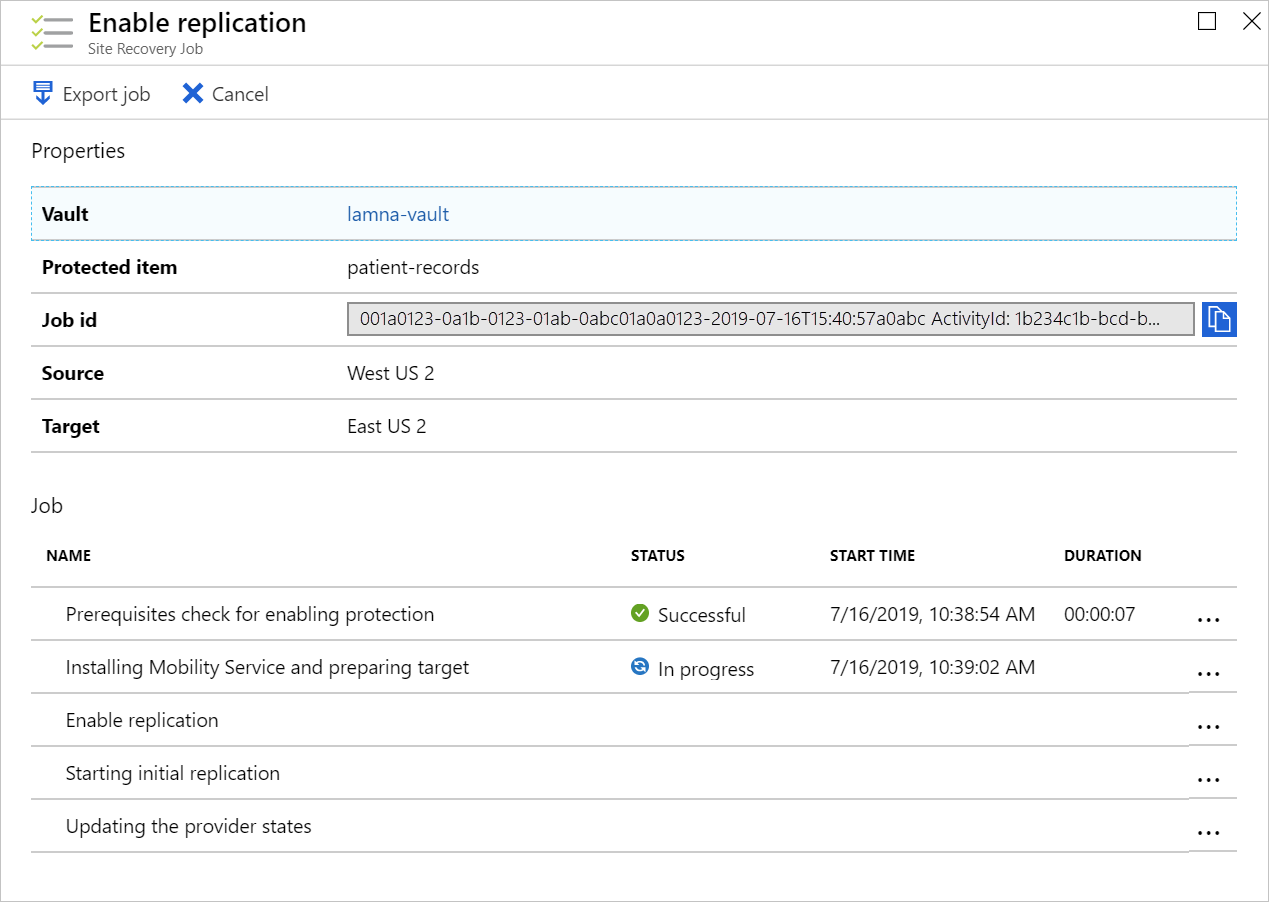 Enable replication
Site Recovery Job
Export job Cancel
Properties
Vault lamna-vault
Protected item patient-records
Job id 001a0123-0a1b-0123-01ab-0abc01a0a0123-2019-07-16T15:40:57a0abc ActivityId: 1b234c1b-bcd-b...
Source West US 2
Target East US 2
Job
NAME STATUS START TIME DURATION
Prerequisites check for enabling protection Successful 7/16/2019, 10:38:54 AM 00:00:07 ...
Installing Mobility Service and preparing target In progress 7/16/2019, 10:39:02 AM ...
Enable replication ...
Starting initial replication ...
Updating the provider states ...